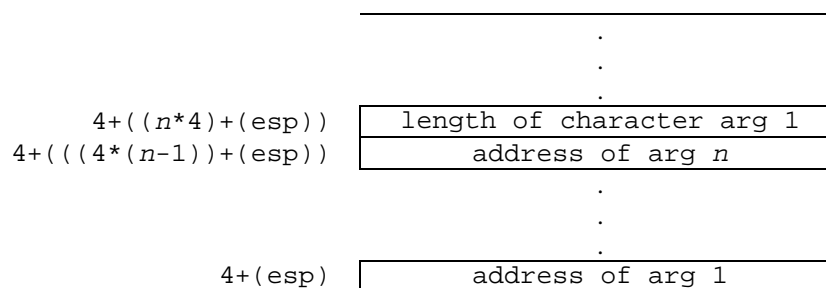 .
.
.
4+((n*4)+(esp)) length of character arg 1
4+(((4*(n-1))+(esp)) address of arg n
.
.
.
4+(esp) address of arg 1